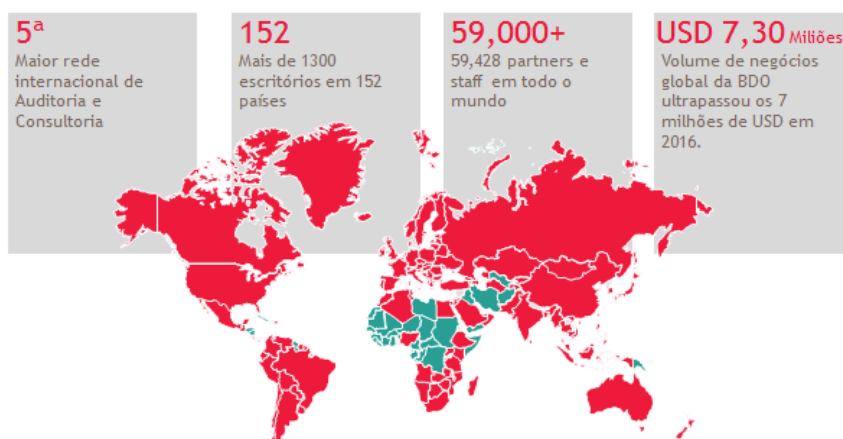 5ª
Maior rede
internacional de
Auditoria e
Consultoria
152
Mais de 1300
escritórios em 152
países
59,000+
59,428 partners e
staff em todo o
mundo
USD 7,30 Miliões
Volume de negócios
global da BDO
ultrapassou os 7
milhões de USD em
2016.